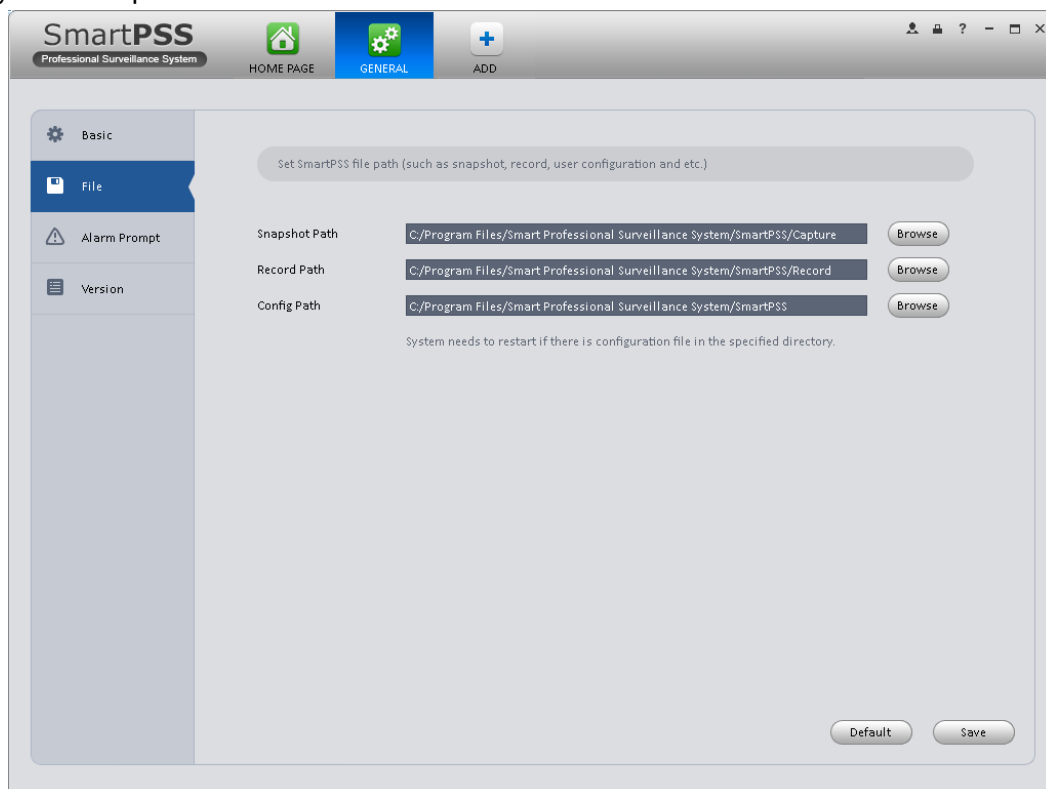 SmartPSS
Professional Surveillance System
HOME PAGE
GENERAL
ADD
?
Basic
File
Alarm Prompt
Version
Set SmartPSS file path (such as snapshot, record, user configuration and etc.)
Snapshot Path C:/Program Files/Smart Professional Surveillance System/SmartPSS/Capture Browse
Record Path C:/Program Files/Smart Professional Surveillance System/SmartPSS/Record Browse
Config Path C:/Program Files/Smart Professional Surveillance System/SmartPSS Browse
System needs to restart if there is configuration file in the specified directory.
Default Save